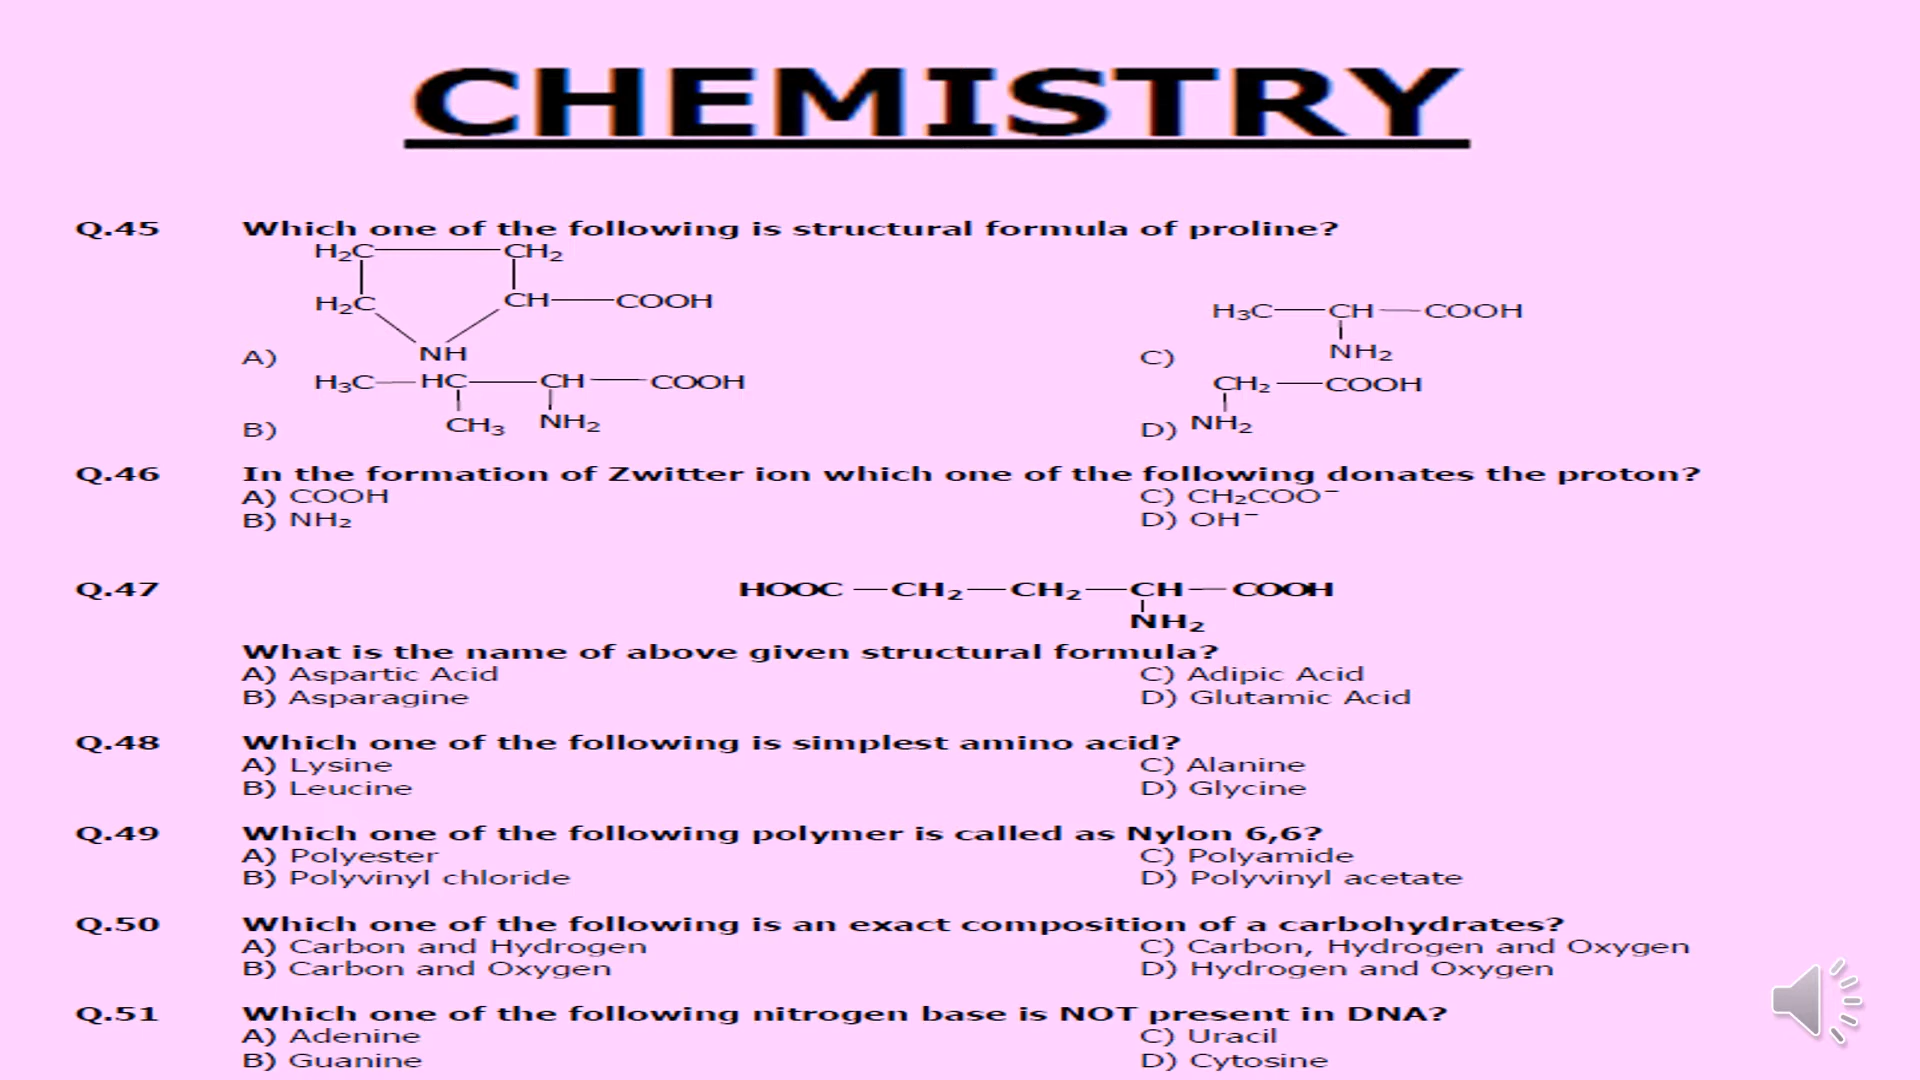 CHEMISTRY
Q.45 Which one of the following is structural formula of proline?
H₂C CH₂
H₂C CH COOH
NH
A)
H₃C CH COOH
NH₂
C)
H₃C HC CH COOH
CH₃ NH₂
B)
CH₂ COOH
NH₂
D)
Q.46 In the formation of Zwitter ion which one of the following donates the proton?
A) COOH C) CH₂COO⁻
B) NH₂ D) OH⁻
Q.47 HOOC — CH₂ — CH₂ — CH — COOH
NH₂
What is the name of above given structural formula?
A) Aspartic Acid C) Adipic Acid
B) Asparagine D) Glutamic Acid
Q.48 Which one of the following is simplest amino acid?
A) Lysine C) Alanine
B) Leucine D) Glycine
Q.49 Which one of the following polymer is called as Nylon 6,6?
A) Polyester C) Polyamide
B) Polyvinyl chloride D) Polyvinyl acetate
Q.50 Which one of the following is an exact composition of a carbohydrates?
A) Carbon and Hydrogen C) Carbon, Hydrogen and Oxygen
B) Carbon and Oxygen D) Hydrogen and Oxygen
Q.51 Which one of the following nitrogen base is NOT present in DNA?
A) Adenine C) Uracil
B) Guanine D) Cytosine